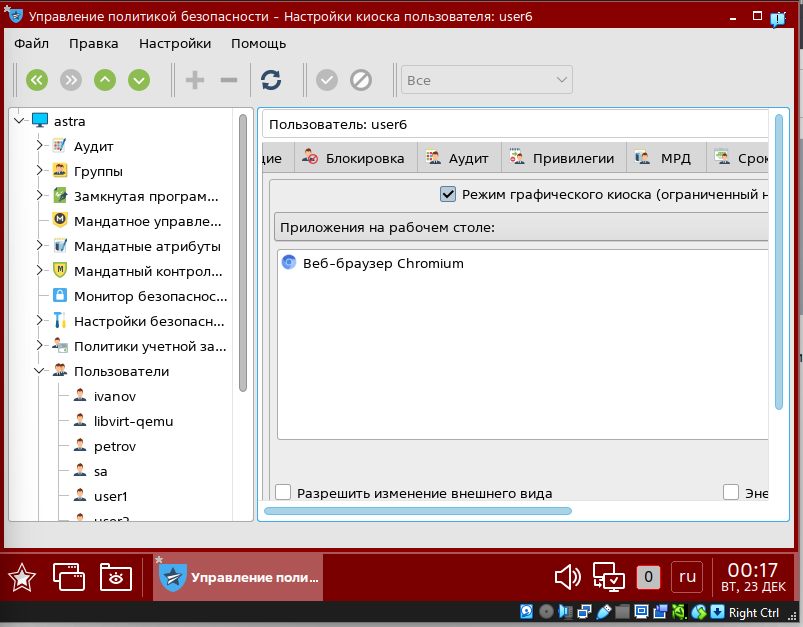 Управление политикой безопасности - Настройки киоска пользователя: user6
Файл Правка Настройки Помощь
Все
astra
Аудит
Группы
Замкнутая програм...
Мандатное управле...
Мандатные атрибуты
Мандатный контрол...
Монитор безопаснос...
Настройки безопасн...
Политики учетной за...
Пользователи
ivanov
libvirt-qemu
petrov
sa
user1
user2
Пользователь: user6
щие Блокировка Аудит Привилегии МРД Срок
Режим графического киоска (ограниченный н
Приложения на рабочем столе:
Веб-браузер Chromium
Разрешить изменение внешнего вида
Эне
Управление поли...
0
ru
00:17
ВТ, 23 ДЕК
Right Ctrl